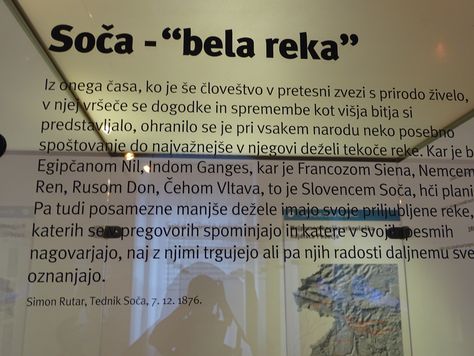 Soča - “bela reka”
Iz onega časa, ko je še človeštvo v pretesni zvezi s prirodo živelo,
v njej vršeče se dogodke in spremembe kot višja bitja si
predstavljalo, ohranilo se je pri vsakem narodu neko posebno
spoštovanje do najvažnejše v njegovi deželi tekoče reke. Kar je b
Egipčanom Nil, Indom Ganges, kar je Francozom Siena, Nemcem
Ren, Rusom Don, Čehom Vltava, to je Slovencem Soča, hči plani
Pa tudi posamezne manjše dežele imajo svoje priljubljene reke,
katerih se v pregovorih spominjajo in katere v svojih pesmih
nagovarjajo, naj z njimi trgujejo ali pa njih radosti daljnemu sve
oznanjajo.
Simon Rutar, Tednik Soča, 7. 12. 1876.